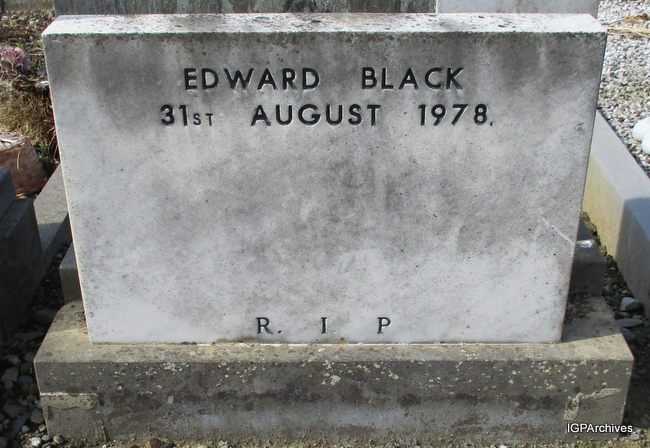 EDWARD BLACK
31ST AUGUST 1978.
R. I P
IGPArchives